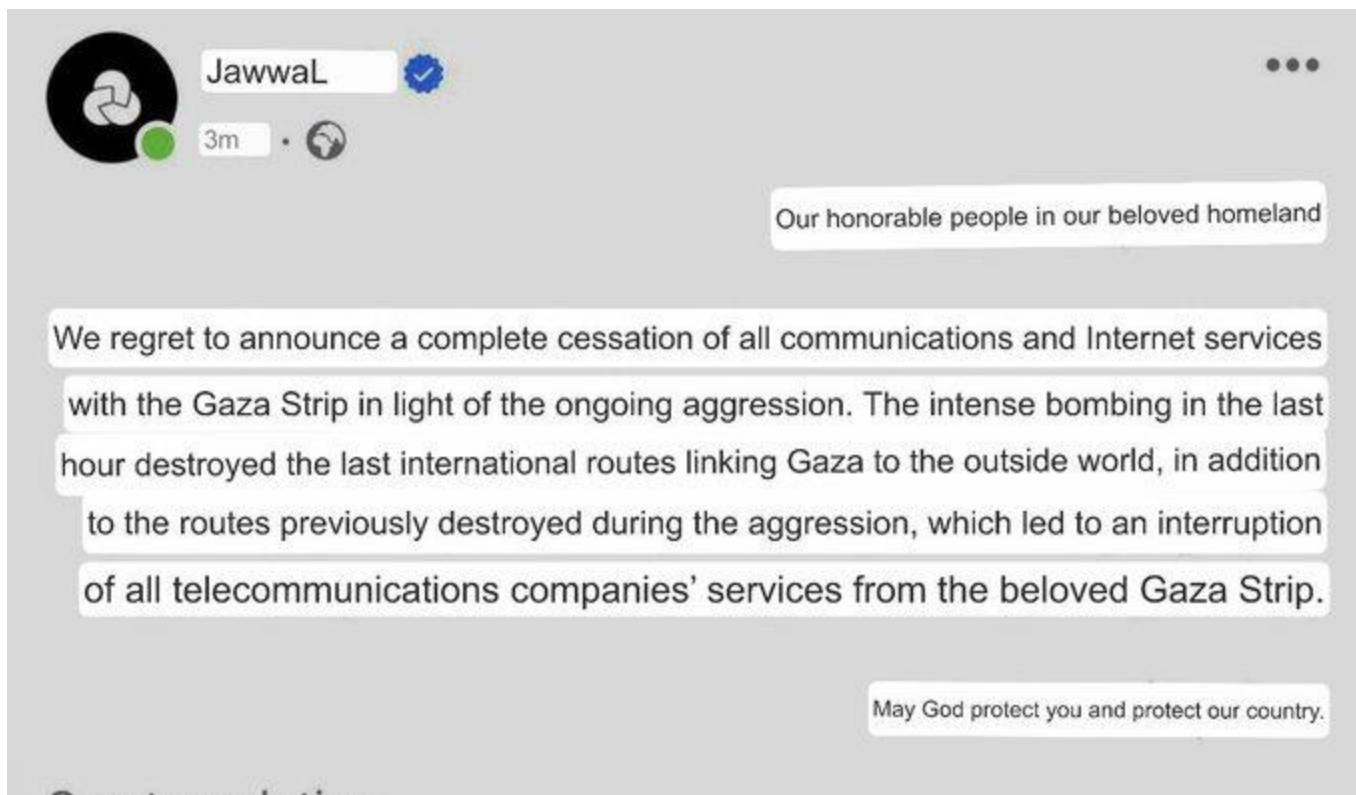 JawwaL
3m
Our honorable people in our beloved homeland
We regret to announce a complete cessation of all communications and Internet services
with the Gaza Strip in light of the ongoing aggression. The intense bombing in the last
hour destroyed the last international routes linking Gaza to the outside world, in addition
to the routes previously destroyed during the aggression, which led to an interruption
of all telecommunications companies’ services from the beloved Gaza Strip.
May God protect you and protect our country.